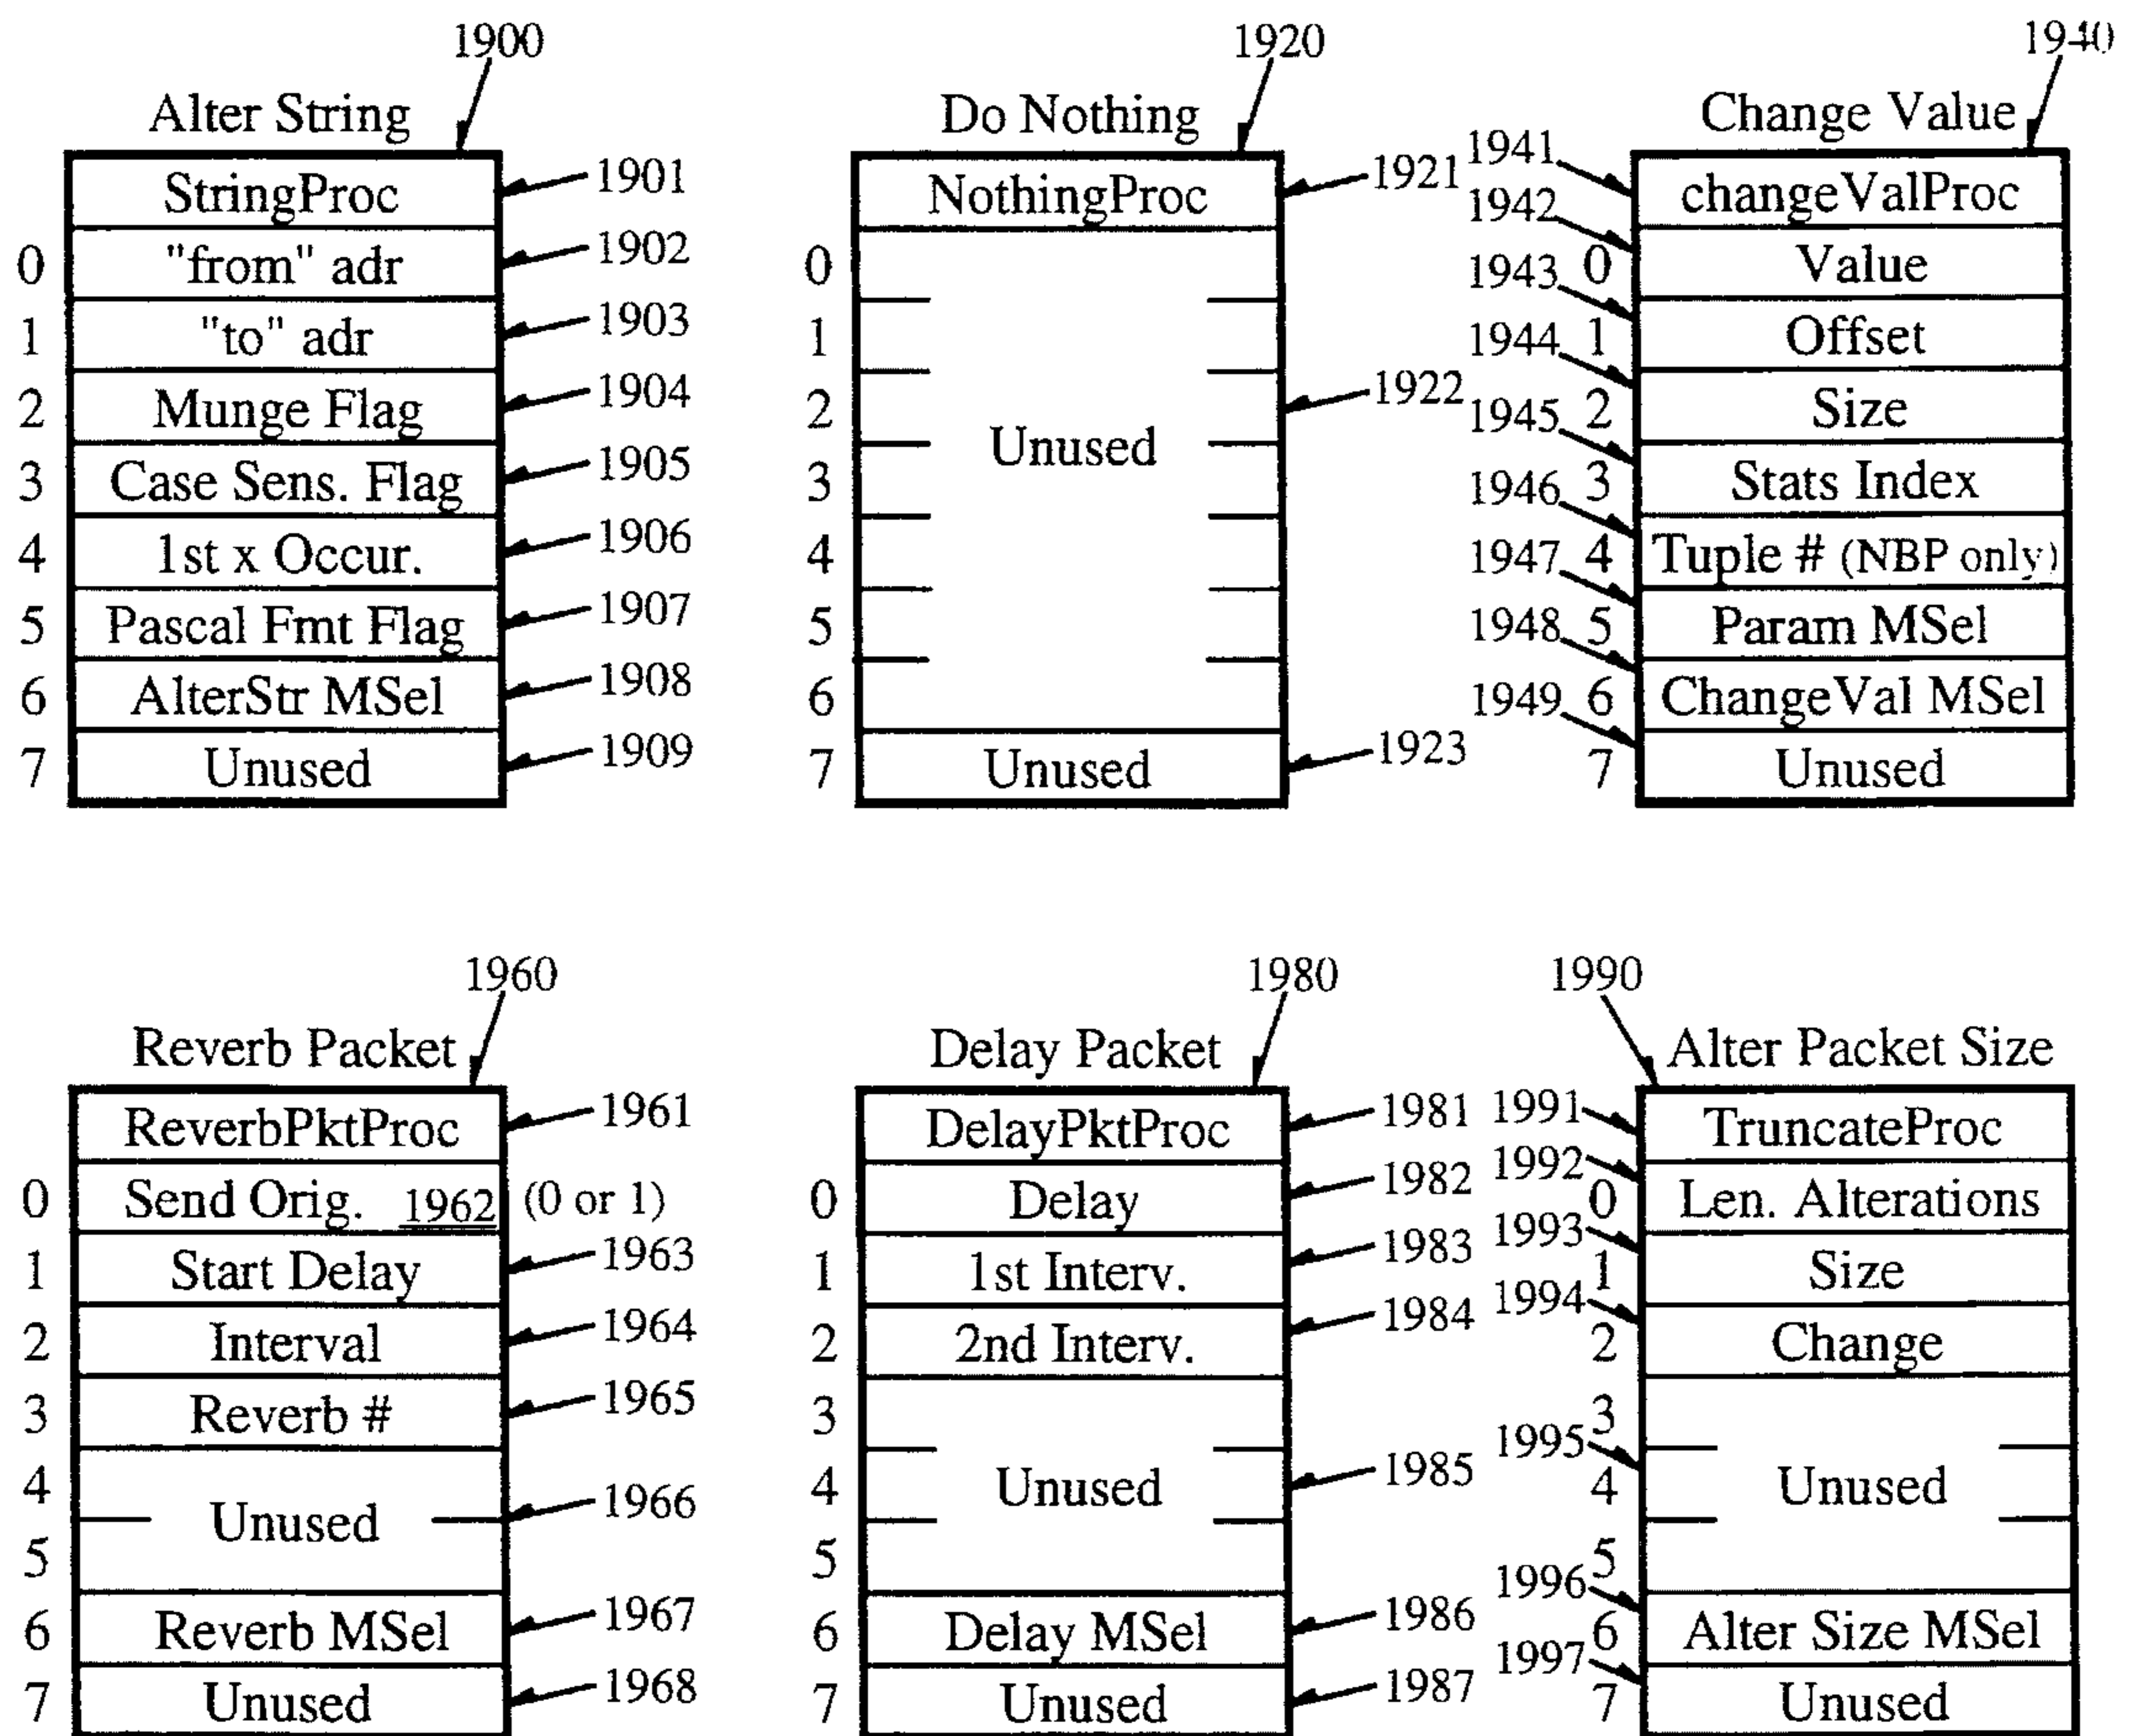 1900
Alter String
StringProc 1901
0 "from" adr 1902
1 "to" adr 1903
2 Munge Flag 1904
3 Case Sens. Flag 1905
4 1st x Occur. 1906
5 Pascal Fmt Flag 1907
6 AlterStr MSel 1908
7 Unused 1909
1920
Do Nothing
NothingProc 1921
0
1
2 1922
Unused
3
4
5
6
7 Unused 1923
1940
Change Value
1941 changeValProc
1942 0 Value
1943 1 Offset
1944 2 Size
1945 3 Stats Index
1946 4 Tuple # (NBP only)
1947 5 Param MSel
1948 6 ChangeVal MSel
1949 7 Unused
1960
Reverb Packet
ReverbPktProc 1961
0 Send Orig. 1962 (0 or 1)
1 Start Delay 1963
2 Interval 1964
3 Reverb # 1965
4
Unused 1966
5
6 Reverb MSel 1967
7 Unused 1968
1980
Delay Packet
DelayPktProc 1981
0 Delay 1982
1 1st Interv. 1983
2 2nd Interv. 1984
3
4 Unused 1985
5
6 Delay MSel 1986
7 Unused 1987
1990
Alter Packet Size
1991 TruncateProc
1992 0 Len. Alterations
1993 1 Size
1994 2 Change
3
1995 4 Unused
5
1996 6 Alter Size MSel
1997 7 Unused